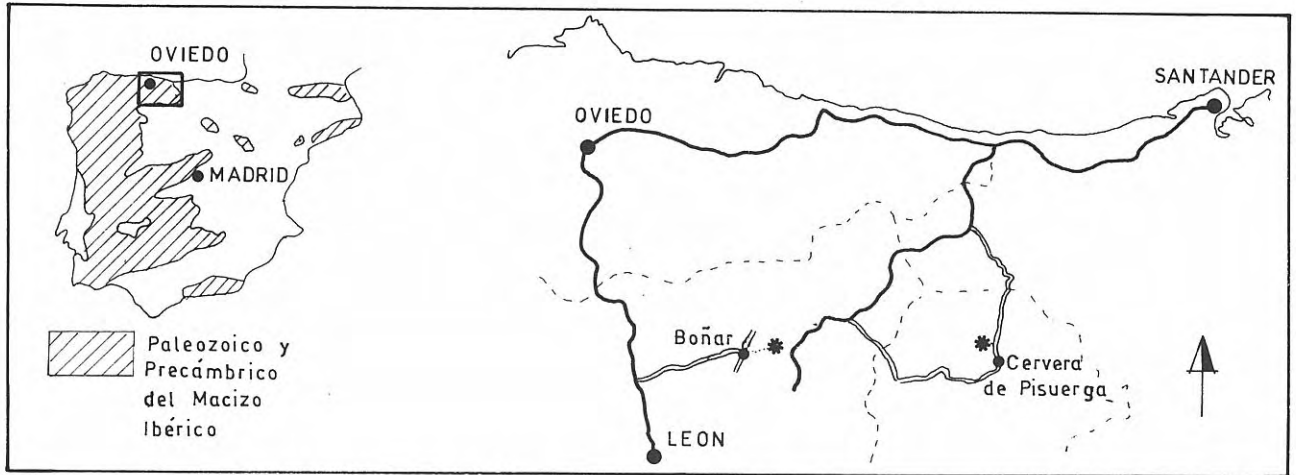 OVIEDO
MADRID
Paleozoico y
Precámbrico
del Macizo
Ibérico
SANTANDER
OVIEDO
Boñar
Cervera
de Pisuerga
LEON